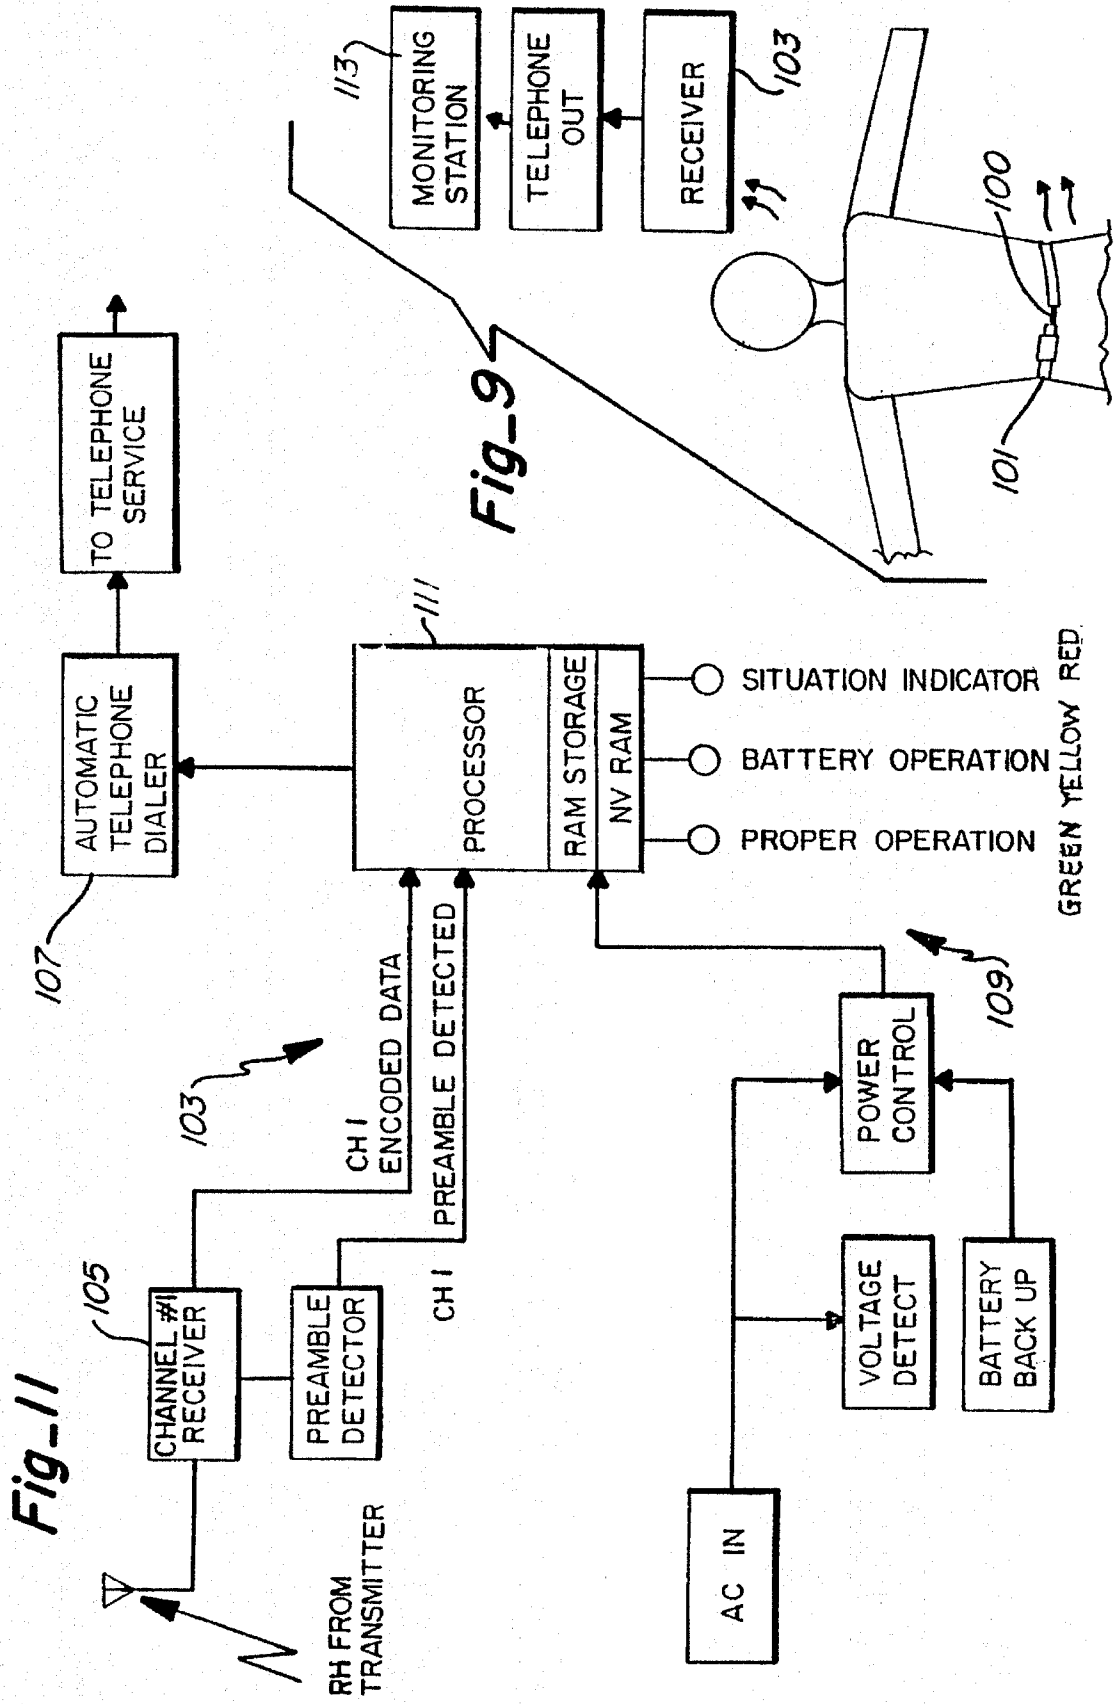 Fig_11
RH FROM
TRANSMITTER
CHANNEL #1
RECEIVER
105
PREAMBLE
DETECTOR
CH 1
ENCODED DATA
CH 1 PREAMBLE DETECTED
103
107
AUTOMATIC
TELEPHONE
DIALER
TO TELEPHONE
SERVICE
PROCESSOR
111
RAM STORAGE
NV RAM
PROPER OPERATION
BATTERY OPERATION
SITUATION INDICATOR
GREEN YELLOW RED
AC IN
VOLTAGE
DETECT
BATTERY
BACK UP
POWER
CONTROL
109
Fig_9
113
MONITORING
STATION
TELEPHONE
OUT
RECEIVER
103
101
100